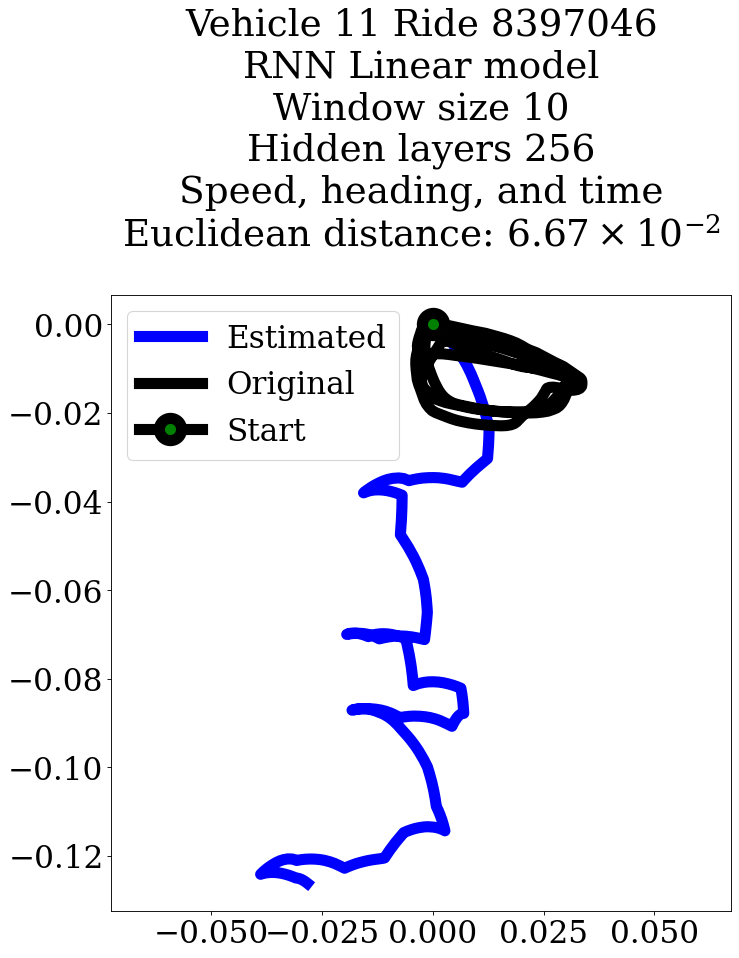 Vehicle 11 Ride 8397046
RNN Linear model
Window size 10
Hidden layers 256
Speed, heading, and time
Euclidean distance: 6.67 × 10⁻²
Estimated
Original
Start
0.00
−0.02
−0.04
−0.06
−0.08
−0.10
−0.12
−0.050 −0.025 0.000 0.025 0.050